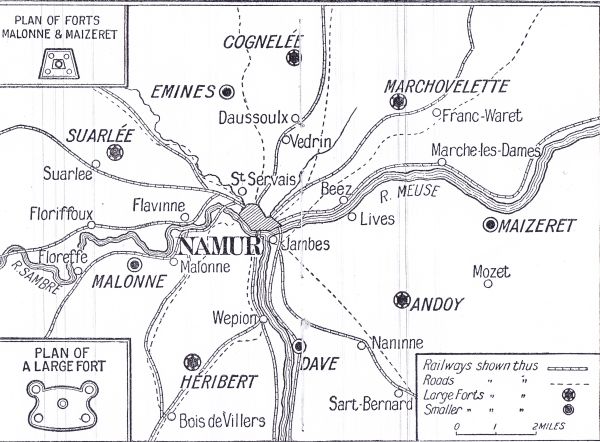 PLAN OF FORTS
MALONNE & MAIZERET
COGNELÉE
EMINES
MARCHOVELETTE
Daussoulx
Franc-Waret
SUARLÉE
Vedrin
Marche-les-Dames
Suarlee
St Servais
Beéz
R. MEUSE
Floriffoux
Flavinne
Lives
MAIZERET
NAMUR
Jambes
Floreffe
R. SAMBRE
Malonne
MALONNE
Mozet
ANDOY
Wepion
PLAN OF
A LARGE FORT
DAVE
Naninne
HÉRIBERT
Sart-Bernard
Bois de Villers
Railways shown thus
Roads " "
Large Forts " "
Smaller " " "
0 1 2 MILES